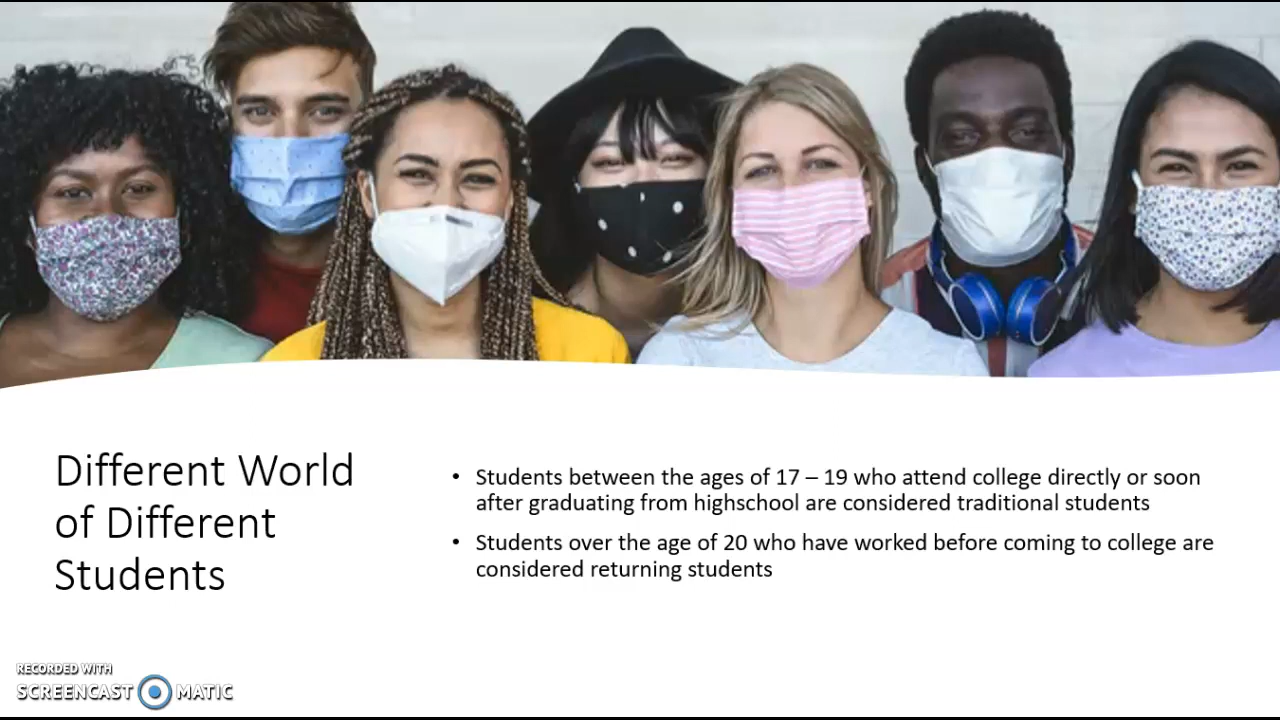 Different World
of Different
Students
• Students between the ages of 17 – 19 who attend college directly or soon
after graduating from highschool are considered traditional students
• Students over the age of 20 who have worked before coming to college are
considered returning students
RECORDED WITH
SCREENCAST MATIC